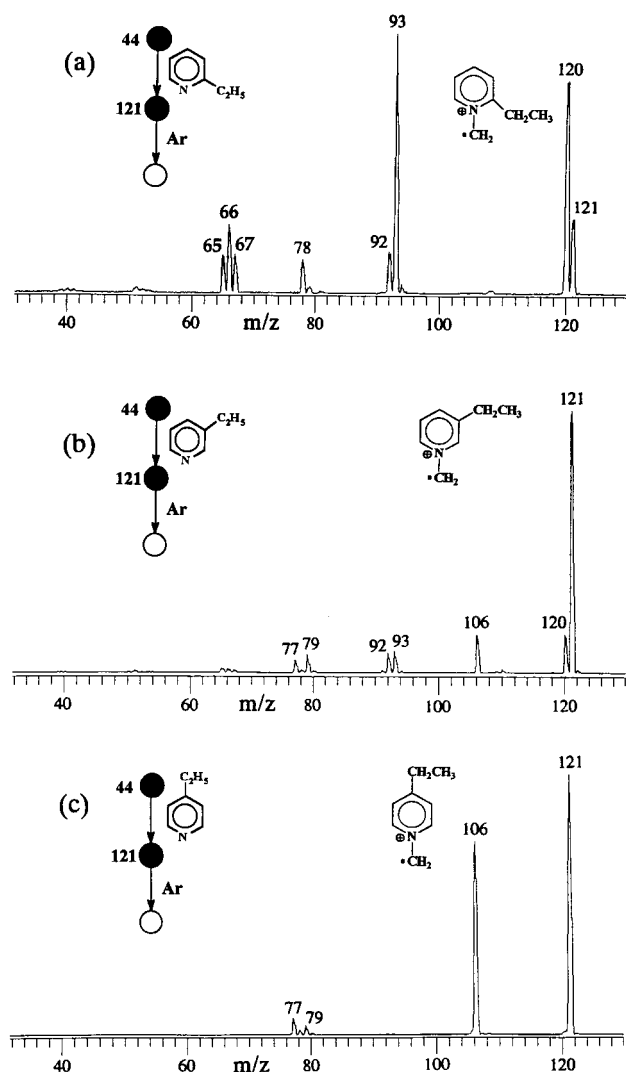 (a)
44
N
C₂H₅
121
Ar
93
120
121
92
78
66
65
67
N
⊕
•CH₂
CH₂CH₃
40 60 80 100 120
m/z
(b)
44
C₂H₅
N
121
Ar
121
120
106
92
93
77
79
CH₂CH₃
N
⊕
•CH₂
40 60 80 100 120
m/z
(c)
44
C₂H₅
N
121
Ar
121
106
77
79
CH₂CH₃
N
⊕
•CH₂
40 60 80 100 120
m/z